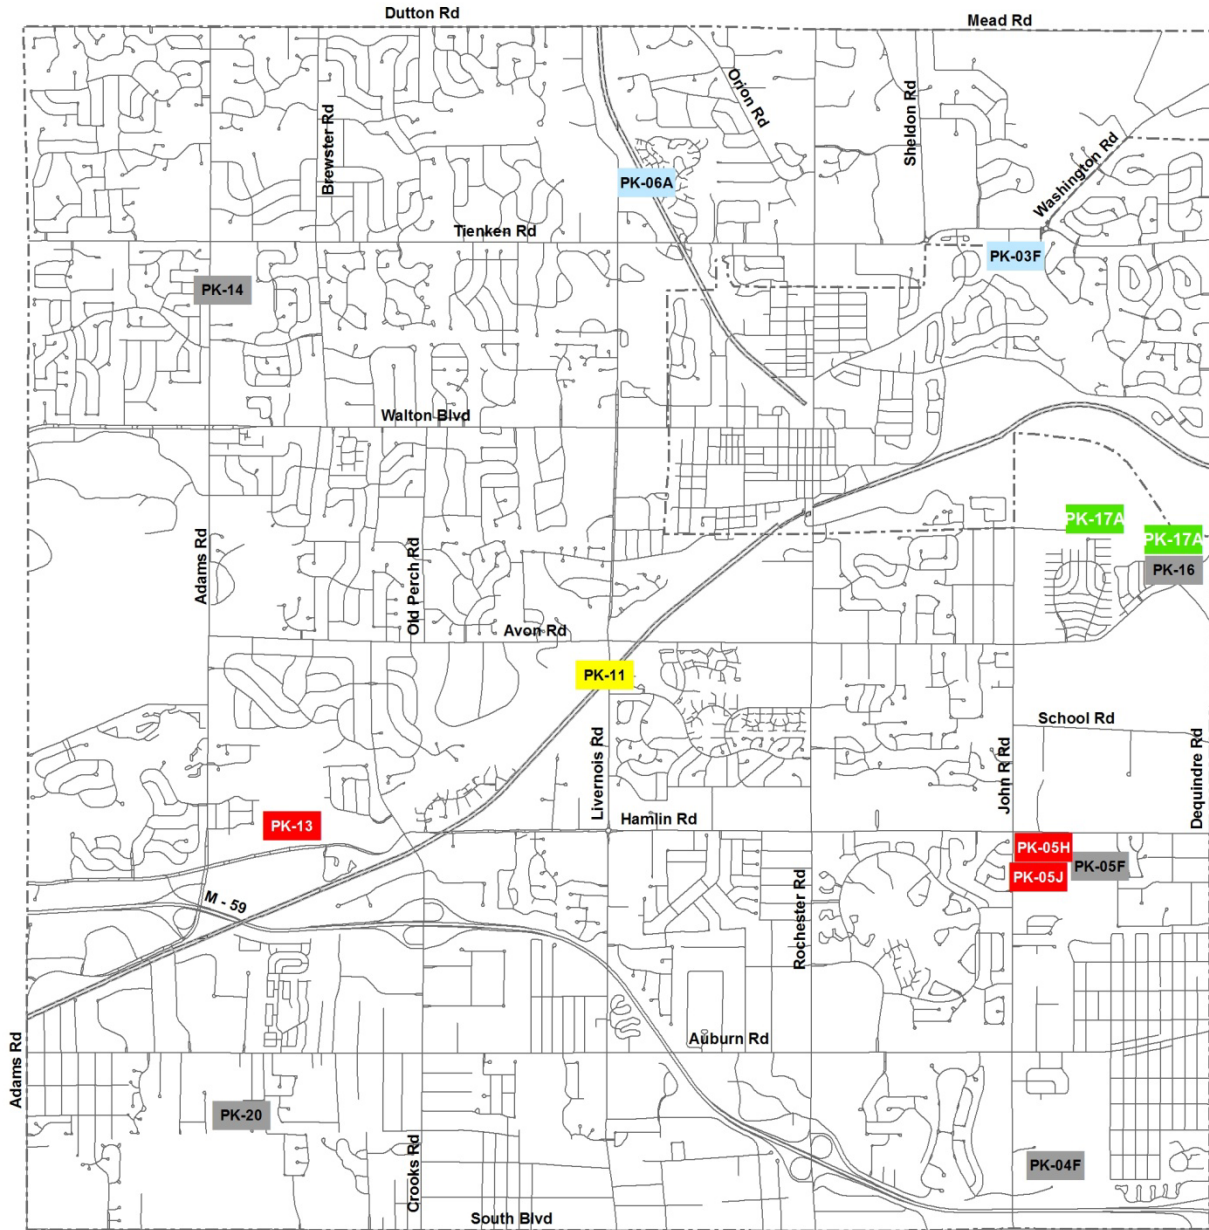 Dutton Rd
Mead Rd
Orion Rd
Sheldon Rd
Brewster Rd
Washington Rd
PK-06A
Tienken Rd
PK-03F
PK-14
Walton Blvd
PK-17A
PK-17A
PK-16
Adams Rd
Old Perch Rd
Avon Rd
PK-11
School Rd
Livernois Rd
John R Rd
Dequindre Rd
PK-13
Hamlin Rd
PK-05H
PK-05F
PK-05J
M - 59
Rochester Rd
Auburn Rd
Adams Rd
PK-20
Crooks Rd
PK-04F
South Blvd